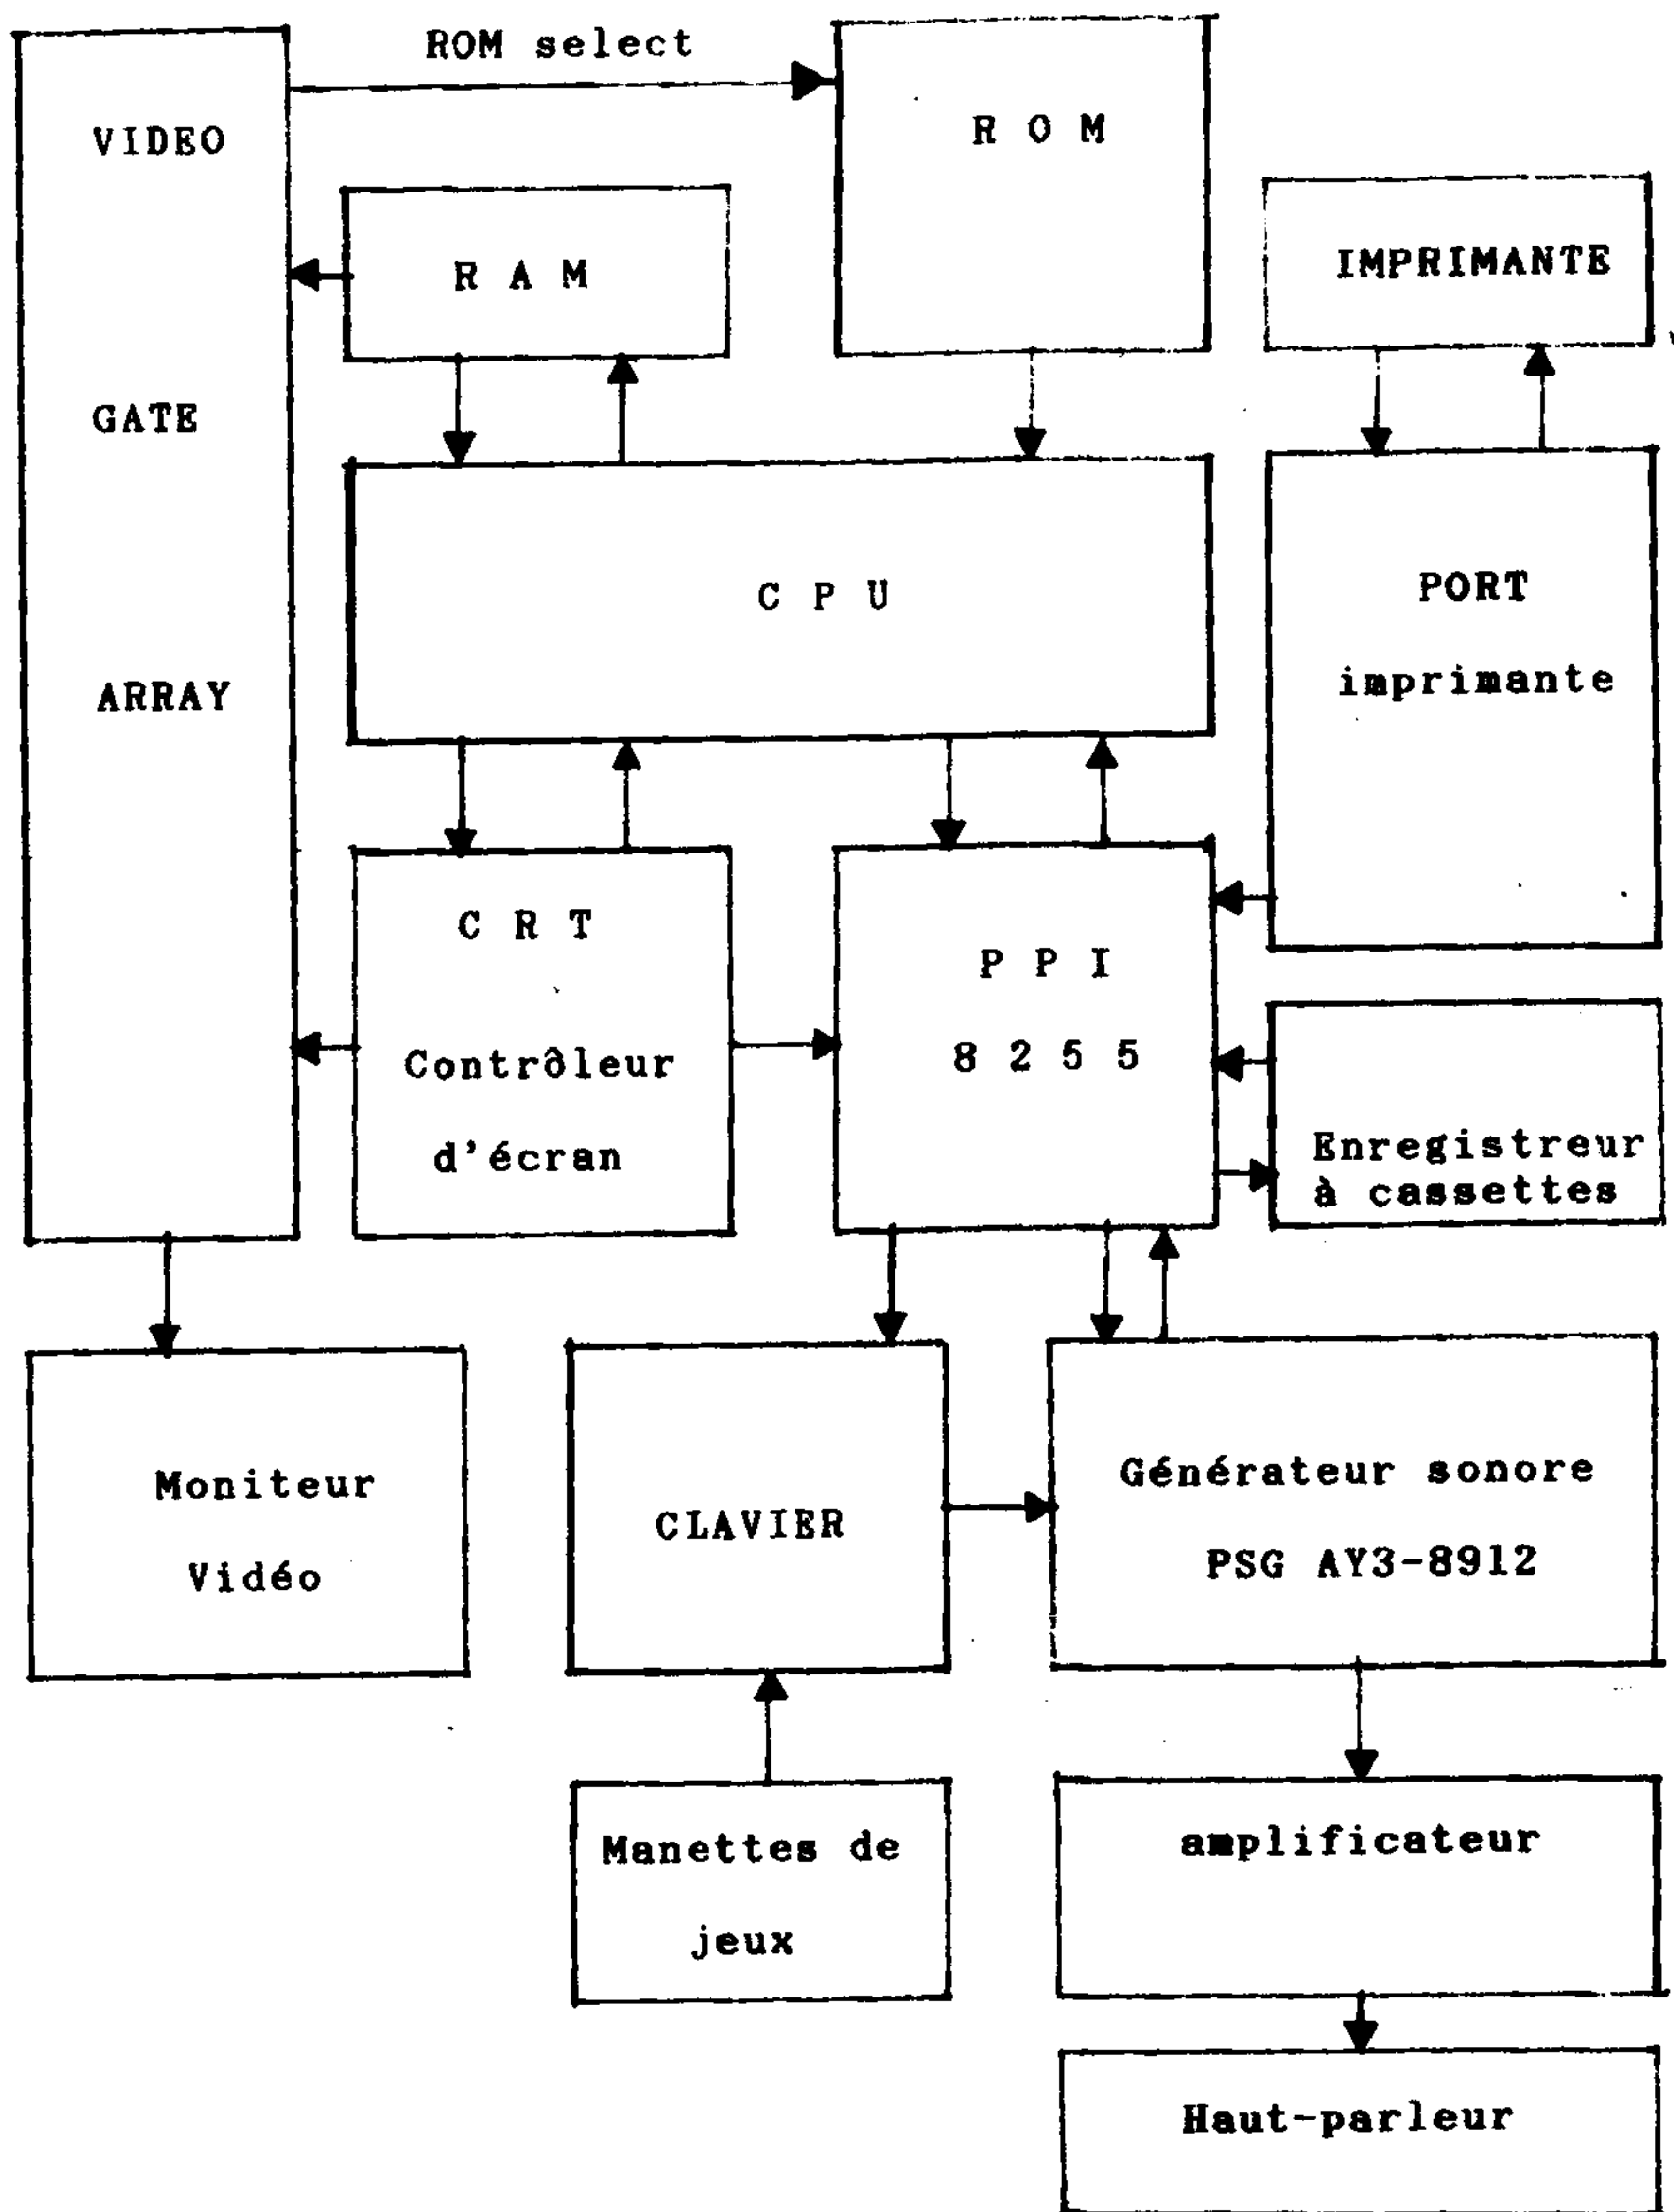 ROM select
VIDEO
GATE
ARRAY
R O M
R A M
IMPRIMANTE
C P U
PORT
imprimante
C R T
Contrôleur
d'écran
P P I
8 2 5 5
Enregistreur
à cassettes
Moniteur
Vidéo
CLAVIER
Générateur sonore
PSG AY3-8912
Manettes de
jeux
amplificateur
Haut-parleur